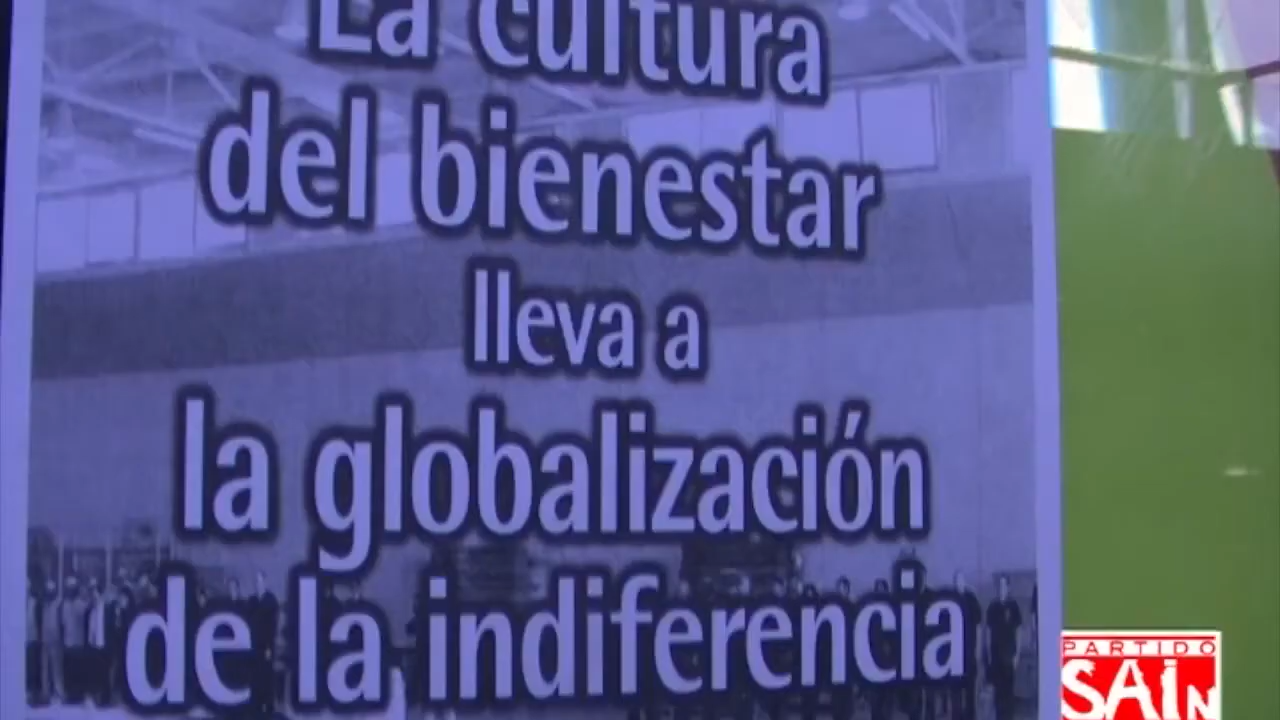 La cultura
del bienestar
lleva a
la globalización
de la indiferencia
PARTIDO
SAIn